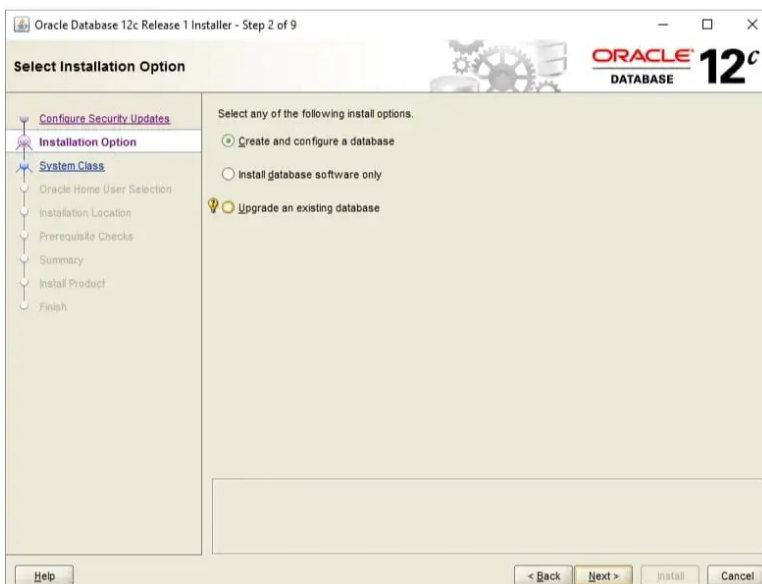 Oracle Database 12c Release 1 Installer - Step 2 of 9
Select Installation Option
ORACLE
DATABASE
12c
Configure Security Updates
Installation Option
System Class
Oracle Home User Selection
Installation Location
Prerequisite Checks
Summary
Install Product
Finish
Select any of the following install options.
Create and configure a database
Install database software only
Upgrade an existing database
Help
< Back
Next >
Install
Cancel